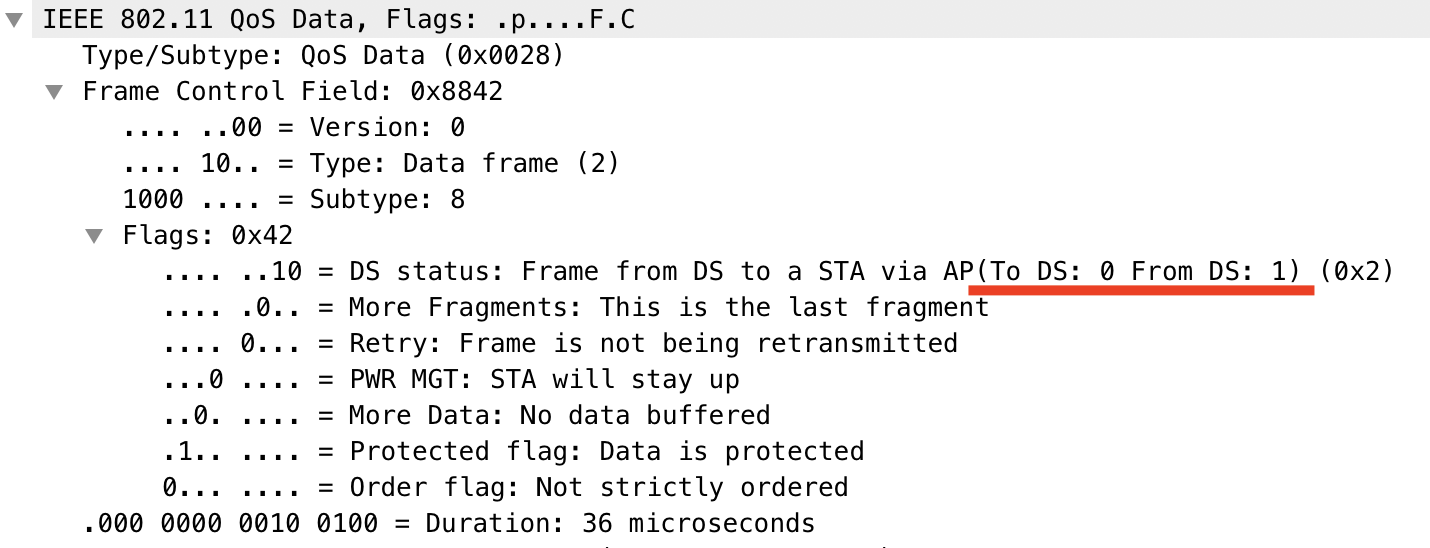 IEEE 802.11 QoS Data, Flags: .p....F.C
Type/Subtype: QoS Data (0x0028)
Frame Control Field: 0x8842
.... ..00 = Version: 0
.... 10.. = Type: Data frame (2)
1000 .... = Subtype: 8
Flags: 0x42
.... ..10 = DS status: Frame from DS to a STA via AP(To DS: 0 From DS: 1) (0x2)
.... .0.. = More Fragments: This is the last fragment
.... 0... = Retry: Frame is not being retransmitted
...0 .... = PWR MGT: STA will stay up
..0. .... = More Data: No data buffered
.1.. .... = Protected flag: Data is protected
0... .... = Order flag: Not strictly ordered
.000 0000 0010 0100 = Duration: 36 microseconds